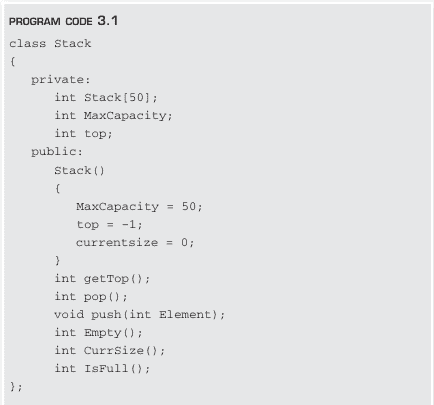 PROGRAM CODE 3.1
class Stack
{
   private:
      int Stack[50];
      int MaxCapacity;
      int top;
   public:
      Stack()
      {
         MaxCapacity = 50;
         top = -1;
         currentsize = 0;
      }
      int getTop();
      int pop();
      void push(int Element);
      int Empty();
      int CurrSize();
      int IsFull();
};